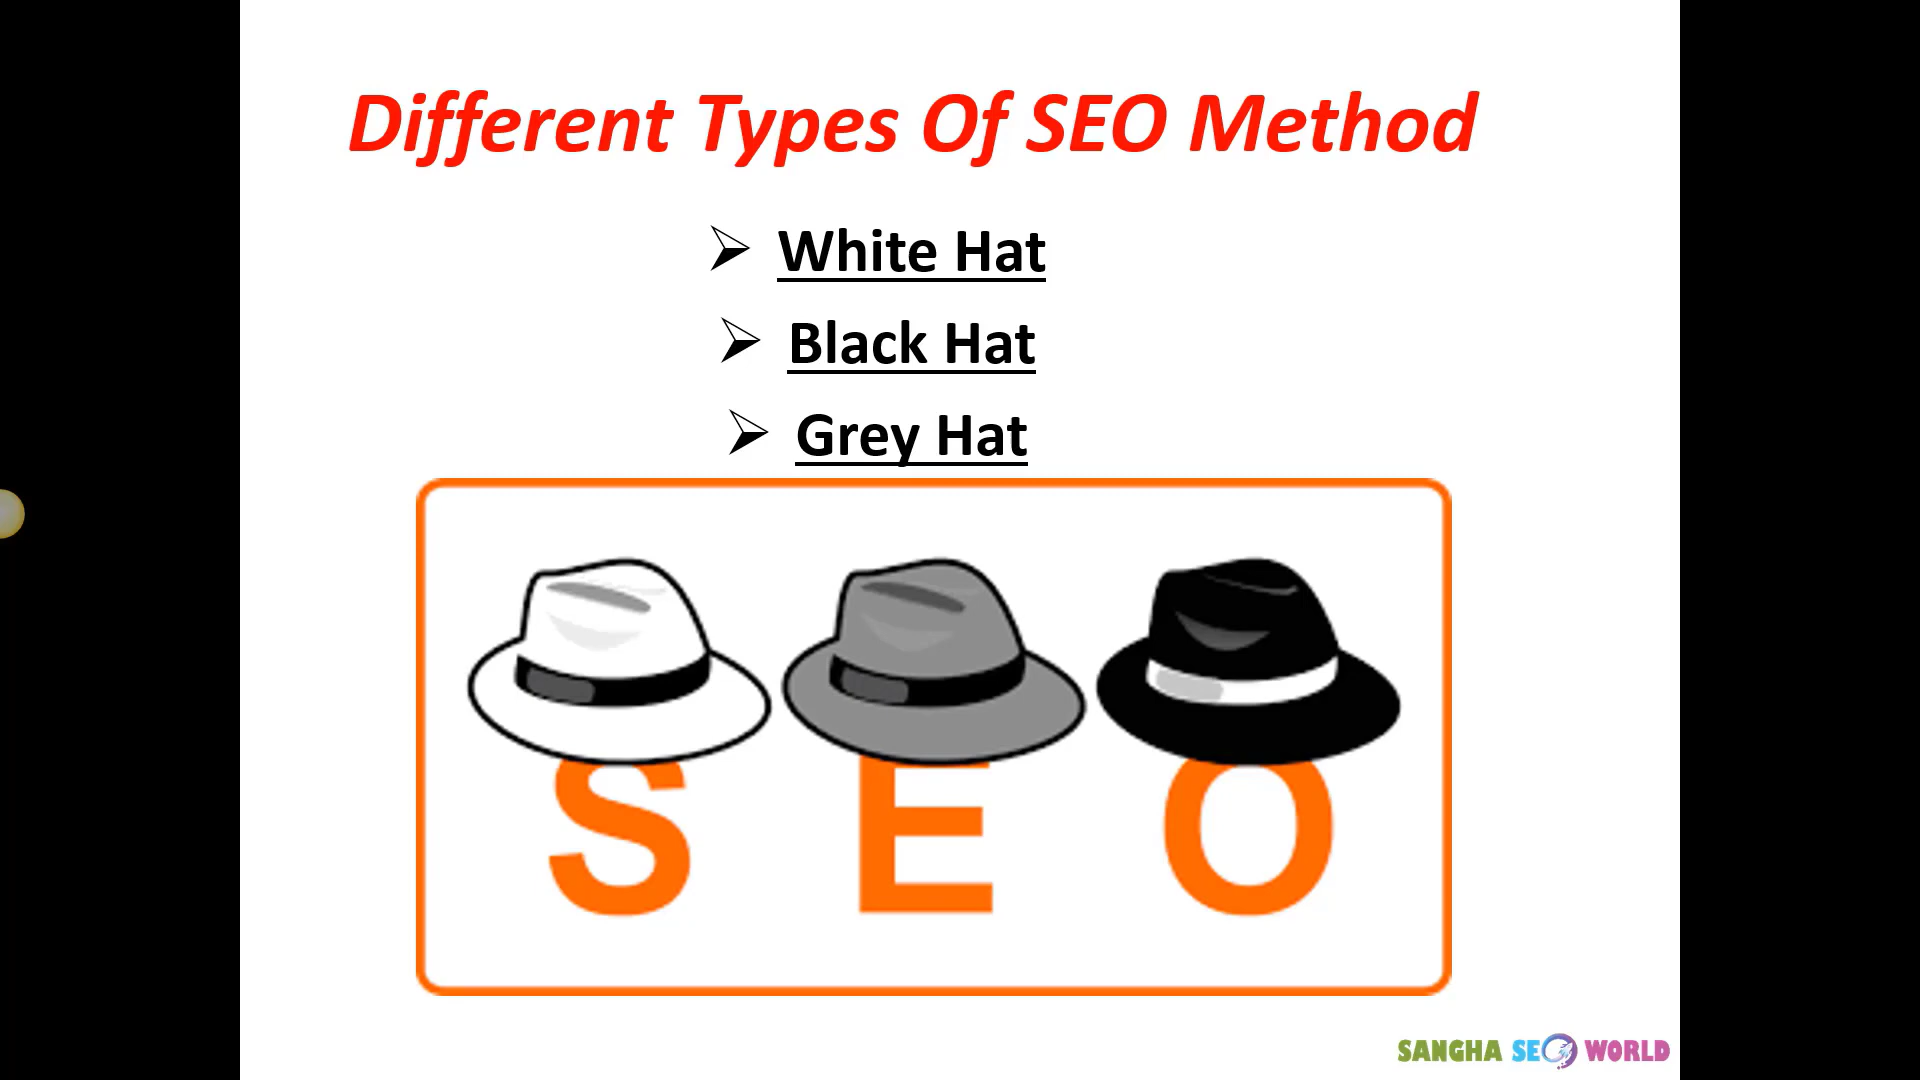 Different Types Of SEO Method
White Hat
Black Hat
Grey Hat
S E O
SANGHA SEO WORLD